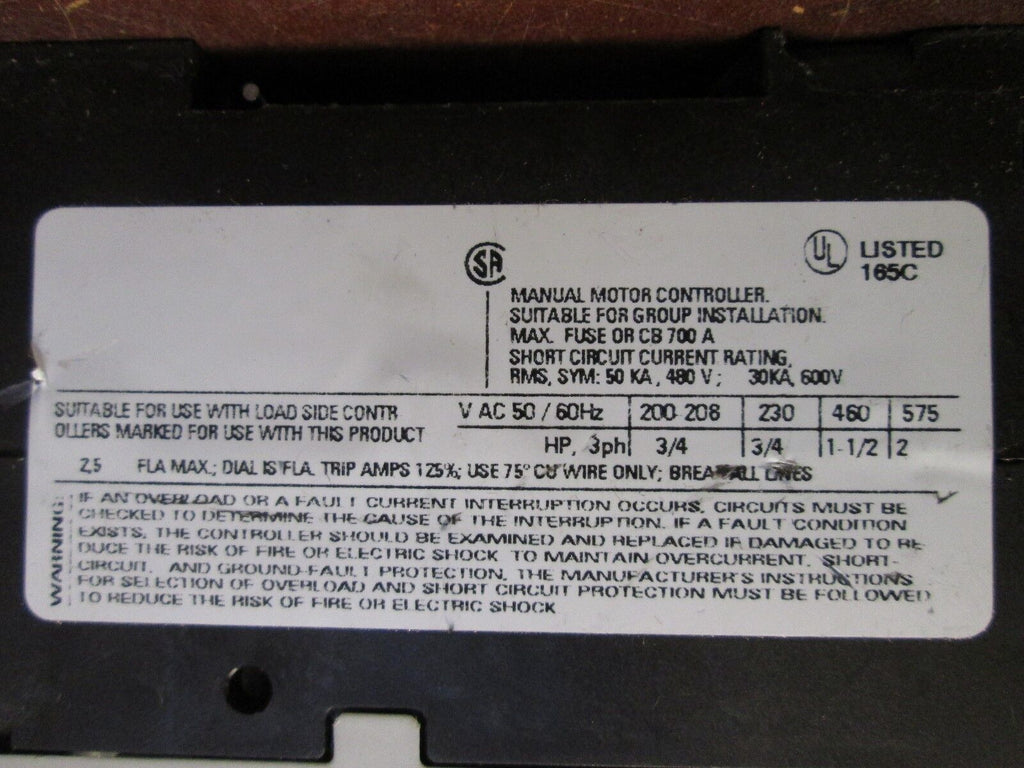 SA
UL LISTED
165C
MANUAL MOTOR CONTROLLER.
SUITABLE FOR GROUP INSTALLATION.
MAX. FUSE OR CB 700 A
SHORT CIRCUIT CURRENT RATING,
RMS, SYM: 50 KA, 480 V; 30KA, 600V
SUITABLE FOR USE WITH LOAD SIDE CONTR
OLLERS MARKED FOR USE WITH THIS PRODUCT
V AC 50 / 60Hz 200-208 230 460 575
HP, 3ph 3/4 3/4 1-1/2 2
2,5 FLA MAX.; DIAL IS FLA. TRIP AMPS 125%; USE 75° CU WIRE ONLY; BREAK ALL LINES
WARNING:
IF AN OVERLOAD OR A FAULT CURRENT INTERRUPTION OCCURS, CIRCUITS MUST BE
CHECKED TO DETERMINE THE CAUSE OF THE INTERRUPTION. IF A FAULT CONDITION
EXISTS, THE CONTROLLER SHOULD BE EXAMINED AND REPLACED IF DAMAGED TO RE
DUCE THE RISK OF FIRE OR ELECTRIC SHOCK TO MAINTAIN OVERCURRENT, SHORT-
CIRCUIT, AND GROUND-FAULT PROTECTION, THE MANUFACTURER'S INSTRUCTIONS
FOR SELECTION OF OVERLOAD AND SHORT CIRCUIT PROTECTION MUST BE FOLLOWED
TO REDUCE THE RISK OF FIRE OR ELECTRIC SHOCK